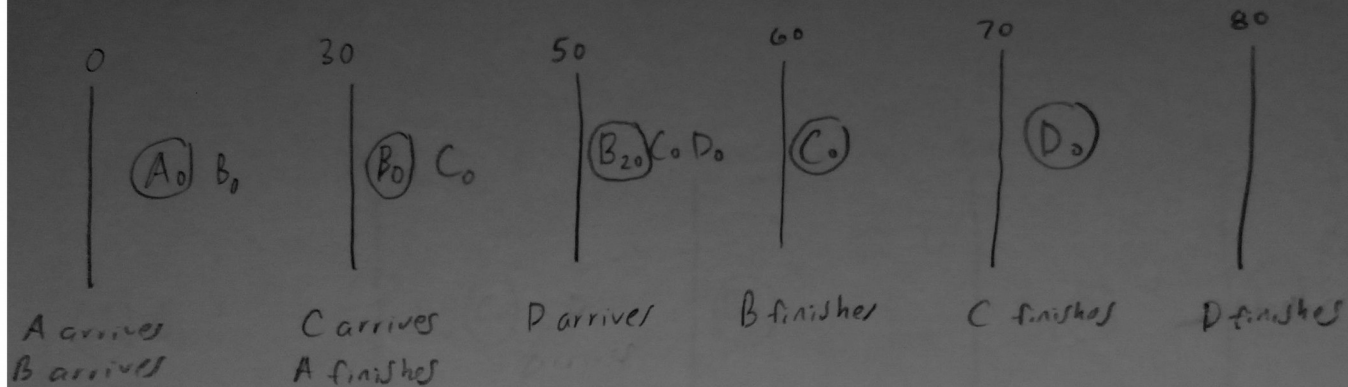 0 30 50 60 70 80
A₀ B₀ B₀ C₀ B₂₀ C₀ D₀ C₀ D₀
A arrives C arrives D arrives B finishes C finishes D finishes
B arrives A finishes